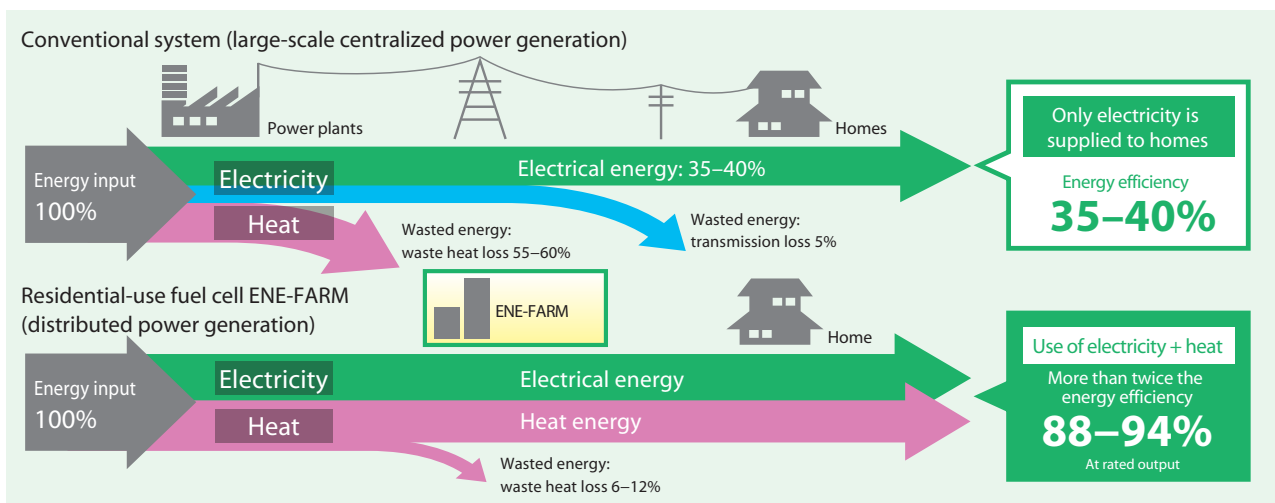 Conventional system (large-scale centralized power generation)
Power plants
Homes
Energy input
100%
Electricity
Heat
Electrical energy: 35–40%
Wasted energy:
waste heat loss 55–60%
Wasted energy:
transmission loss 5%
Only electricity is
supplied to homes
Energy efficiency
35–40%
Residential-use fuel cell ENE-FARM
(distributed power generation)
ENE-FARM
Home
Energy input
100%
Electricity
Heat
Electrical energy
Heat energy
Wasted energy:
waste heat loss 6–12%
Use of electricity + heat
More than twice the
energy efficiency
88–94%
At rated output